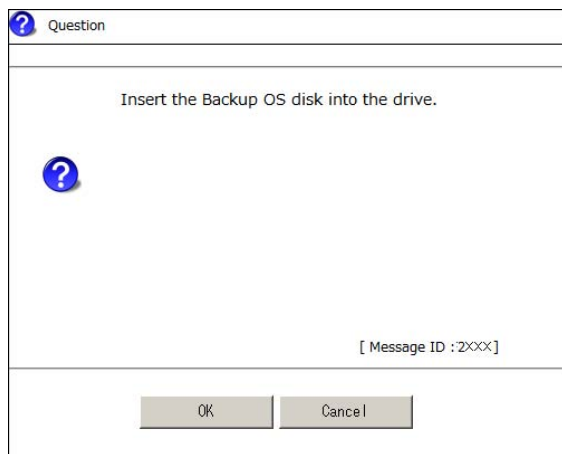 Question
Insert the Backup OS disk into the drive.
[ Message ID :2XXX]
OK
Cancel